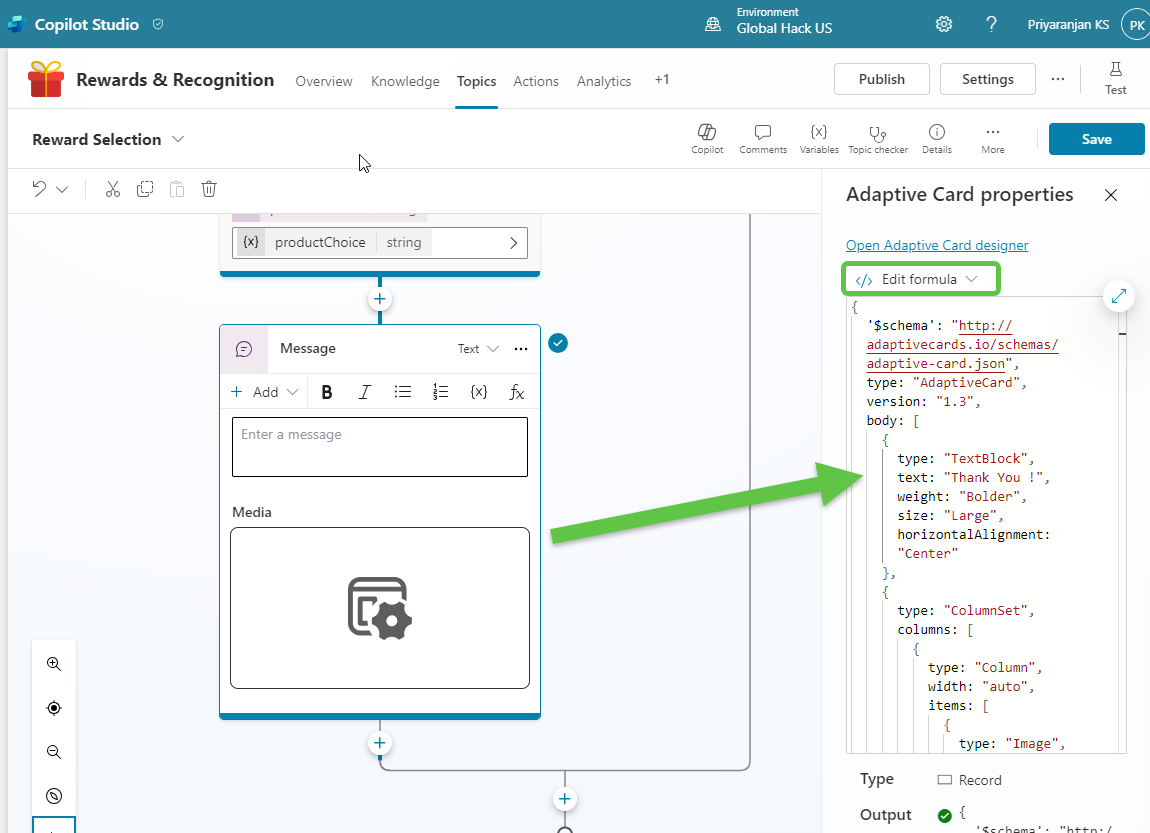 Copilot Studio
Environment
Global Hack US
?
Priyaranjan KS
PK
Rewards & Recognition
Overview
Knowledge
Topics
Actions
Analytics
+1
Publish
Settings
...
Test
Reward Selection
Copilot
{x}
Comments
Variables
Topic checker
Details
More
Save
Adaptive Card properties
Open Adaptive Card designer
</> Edit formula
{x} productChoice string
Message
Text
...
+ Add
B
I
{x}
fx
Enter a message
Media
{
'$schema': "http://
adaptivecards.io/schemas/
adaptive-card.json",
type: "AdaptiveCard",
version: "1.3",
body: [
{
type: "TextBlock",
text: "Thank You !",
weight: "Bolder",
size: "Large",
horizontalAlignment:
"Center"
},
{
type: "ColumnSet",
columns: [
{
type: "Column",
width: "auto",
items: [
{
type: "Image",
Type
Record
Output
{
'$schema': "http:/